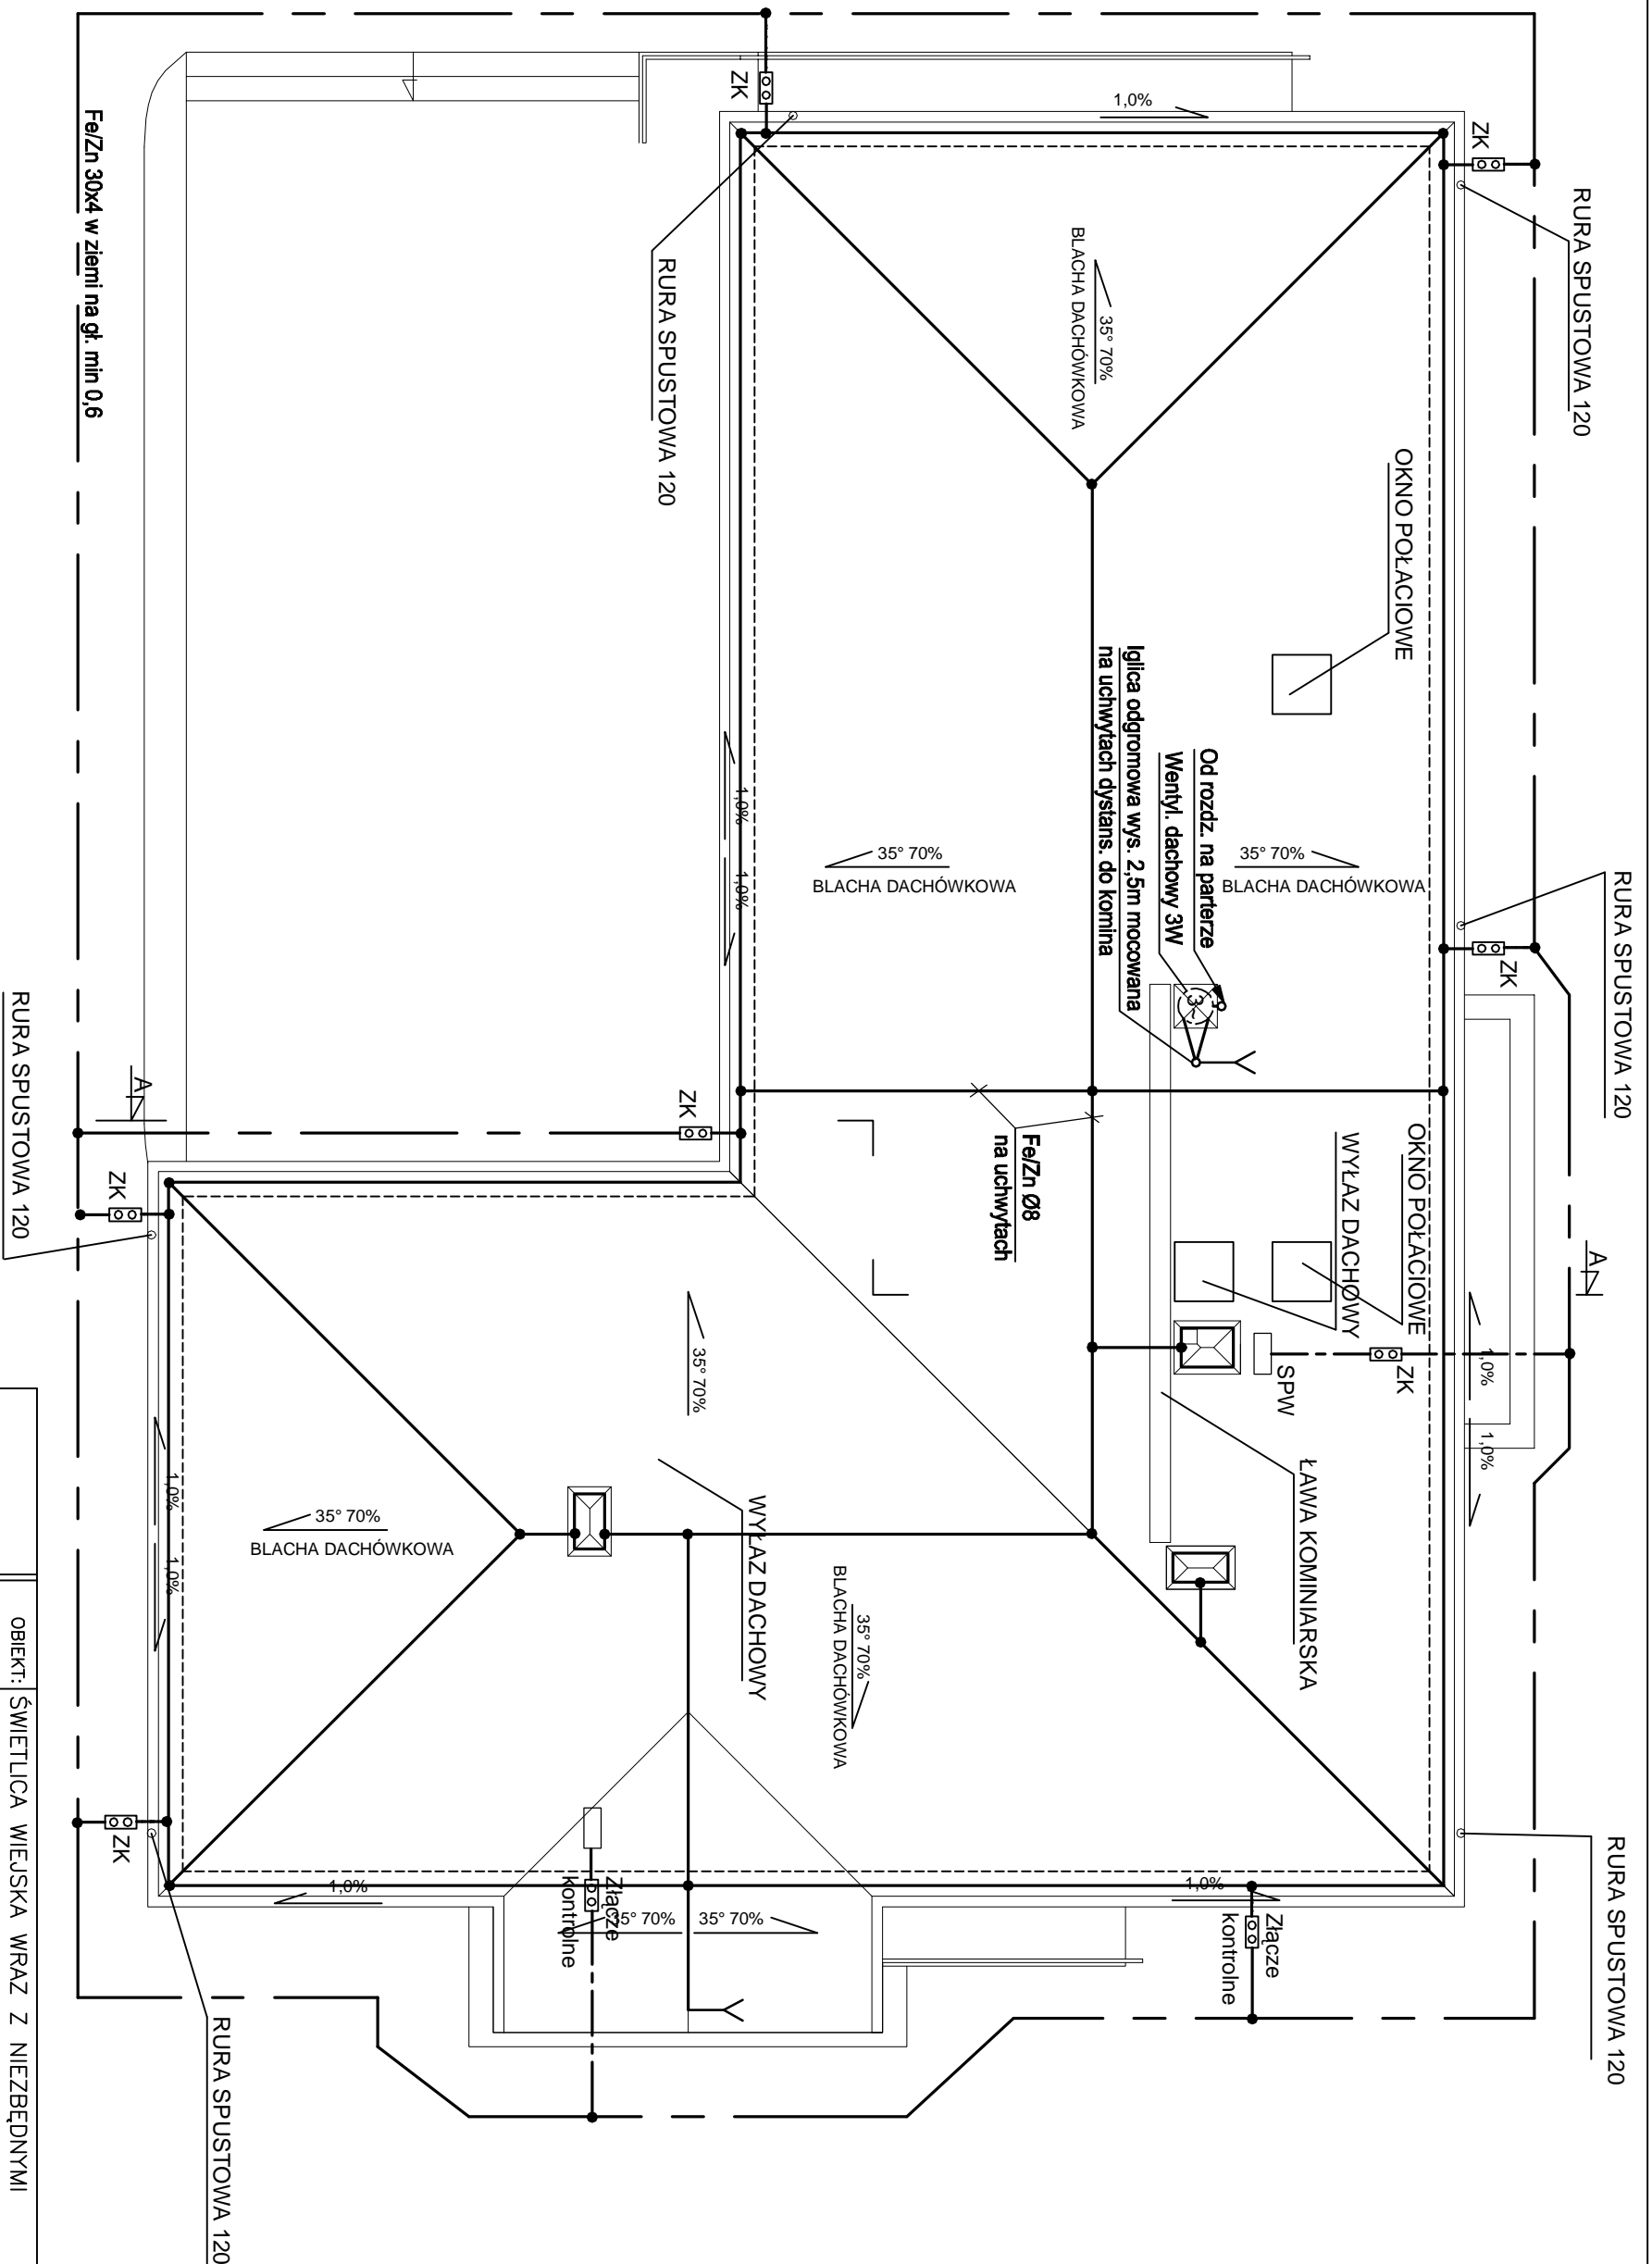 RURA SPUSTOWA 120
RURA SPUSTOWA 120
RURA SPUSTOWA 120
ZK
ZK
A
1,0%
1,0%
1,0%
OKNO POŁACIOWE
OKNO POŁACIOWE
WYŁAZ DACHOWY
ZK
SPW
ŁAWA KOMINIARSKA
Złącze
kontrolne
1,0%
35° 70%
BLACHA DACHÓWKOWA
35° 70%
BLACHA DACHÓWKOWA
Od rozdz. na parterze
Wentyl. dachowy 3W
3~
Iglica odgromowa wys. 2,5m mocowana
na uchwytach dystans. do komina
Fe/Zn Ø8
na uchwytach
35° 70%
BLACHA DACHÓWKOWA
35° 70%
BLACHA DACHÓWKOWA
ZK
RURA SPUSTOWA 120
1,0%
1,0%
ZK
35° 70%
WYŁAZ DACHOWY
Złącze
kontrolne
35° 70%
35° 70%
1,0%
35° 70%
BLACHA DACHÓWKOWA
1,0%
1,0%
A
ZK
ZK
Fe/Zn 30x4 w ziemi na gł. min 0,6
RURA SPUSTOWA 120
RURA SPUSTOWA 120
OBIEKT:
ŚWIETLICA WIEJSKA WRAZ Z NIEZBĘDNYMI